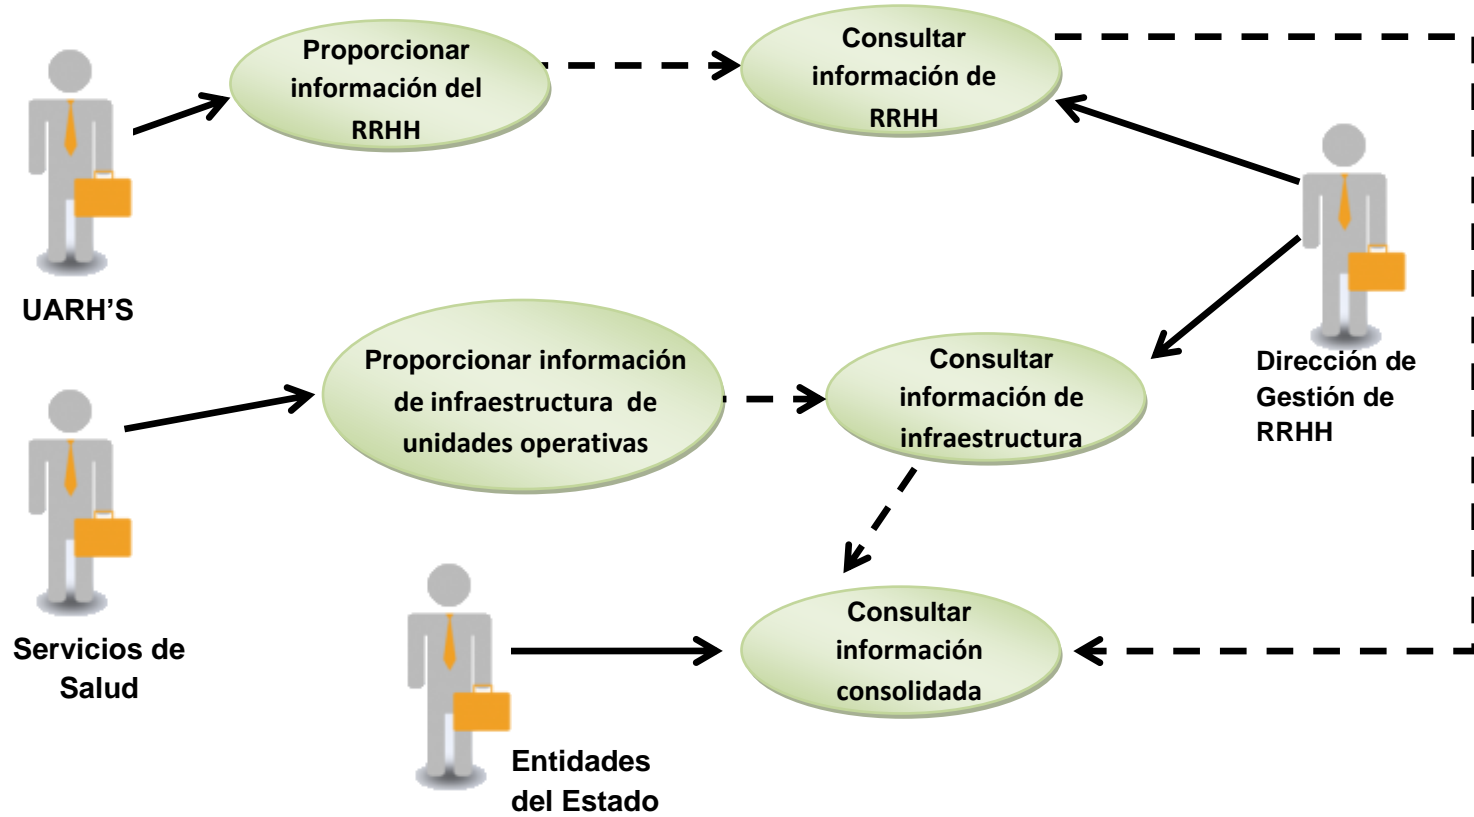 Proporcionar
información del
RRHH
Consultar
información de
RRHH
UARH'S
Proporcionar información
de infraestructura de
unidades operativas
Consultar
información de
infraestructura
Dirección de
Gestión de
RRHH
Servicios de
Salud
Consultar
información
consolidada
Entidades
del Estado